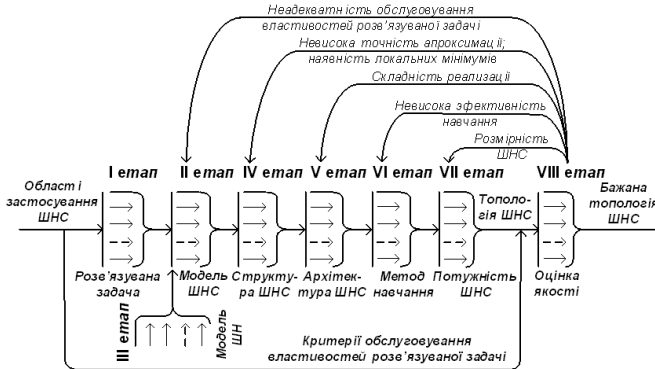 Неадекватність обслуговування
властивостей розв'язуваної задачі
Невисока точність апроксимації;
наявність локальних мінімумів
Складність реалізації
Невисока эфективність
навчання
Розмірність
ШНС
I етап
II етап
IV етап
V етап
VI етап
VII етап
VIII етап
Області
застосування
ШНС
Тополо-
гія ШНС
Бажана
топологія
ШНС
Розв'язувана
задача
Модель
ШНС
Структу-
ра ШНС
Архітек-
тура ШНС
Метод
навчання
Потужність
ШНС
Оцінка
якості
III етап
Модель
ШН
Критерії обслуговування
властивостей розв'язуваної задачі